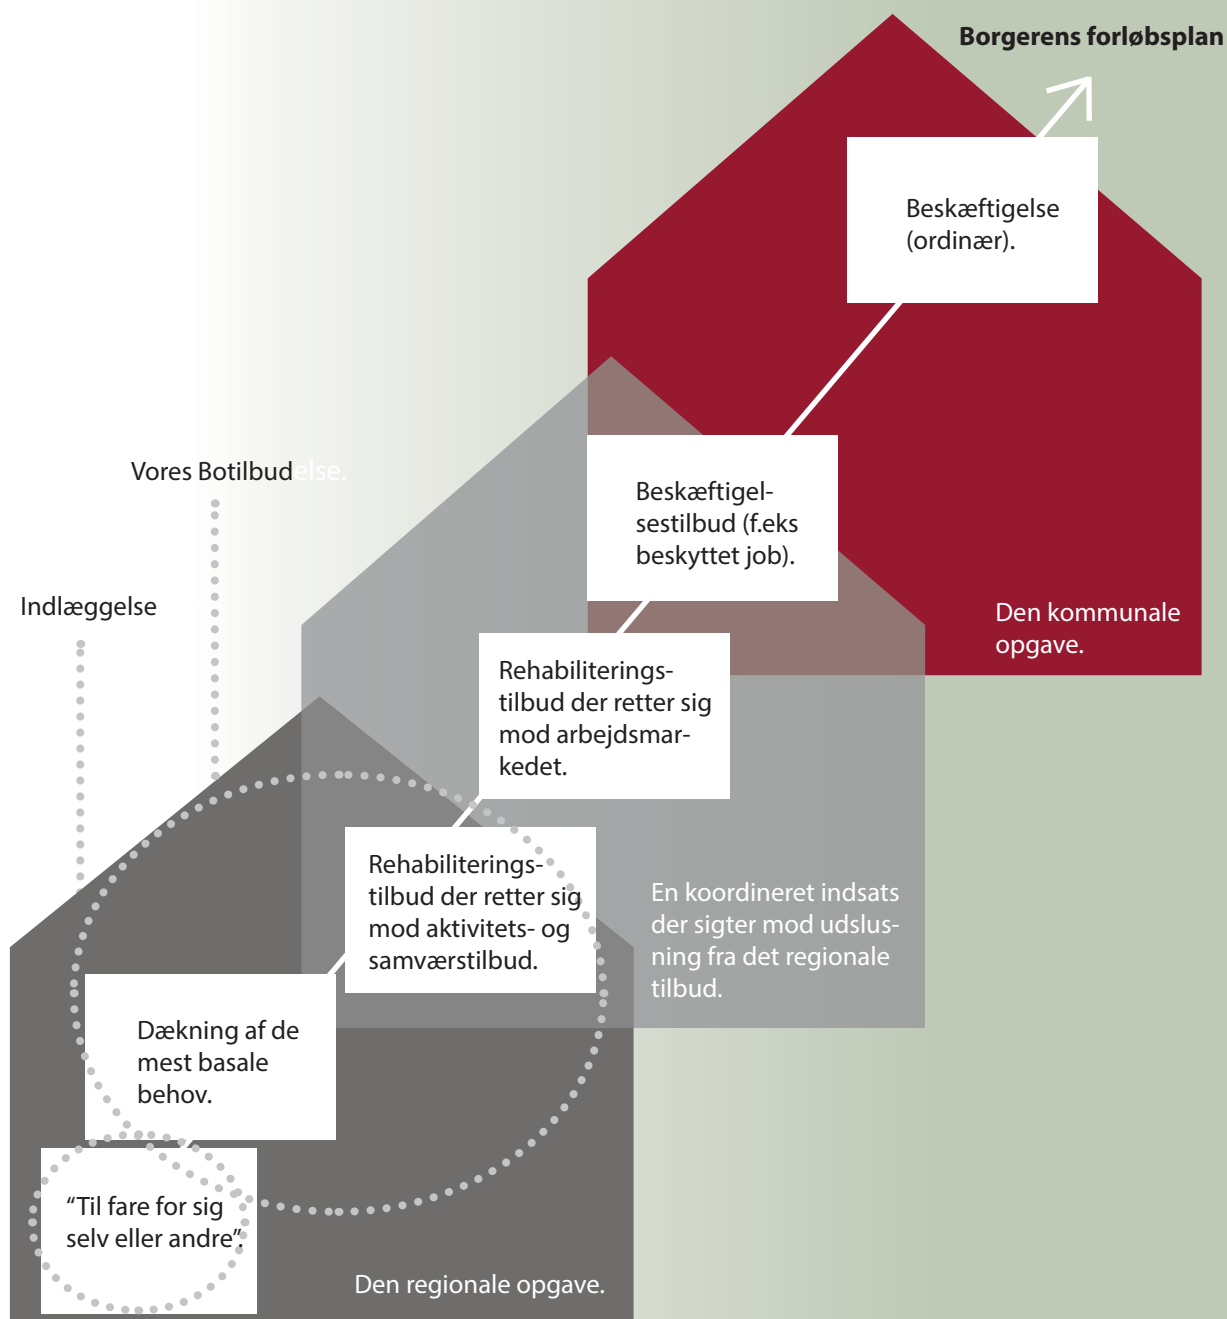 Borgerens forløbsplan
Beskæftigelse
(ordinær).
Vores Botilbudelse.
Beskæftigel-
sestilbud (f.eks
beskyttet job).
Indlæggelse
Den kommunale
opgave.
Rehabiliterings-
tilbud der retter sig
mod arbejdsmar-
kedet.
Rehabiliterings-
tilbud der retter sig
mod aktivitets- og
samværstilbud.
En koordineret indsats
der sigter mod udslus-
ning fra det regionale
tilbud.
Dækning af de
mest basale
behov.
“Til fare for sig
selv eller andre”.
Den regionale opgave.